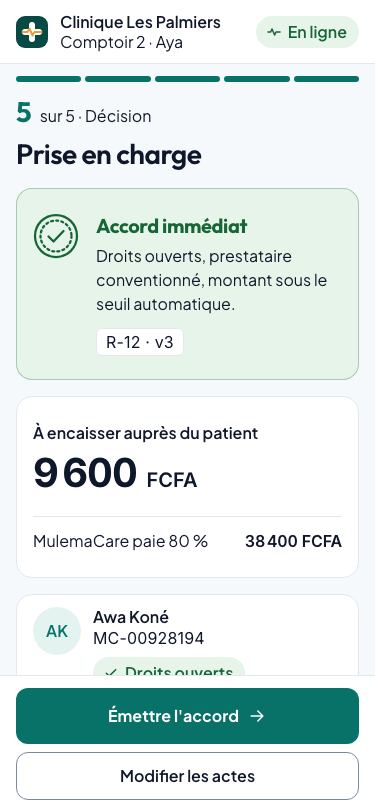 Clinique Les Palmiers
Comptoir 2 · Aya
En ligne
5 sur 5 · Décision
Prise en charge
Accord immédiat
Droits ouverts, prestataire
conventionné, montant sous le
seuil automatique.
R-12 · v3
À encaisser auprès du patient
9 600 FCFA
MulemaCare paie 80 % 38 400 FCFA
AK
Awa Koné
MC-00928194
Droits ouverts
Émettre l'accord
Modifier les actes